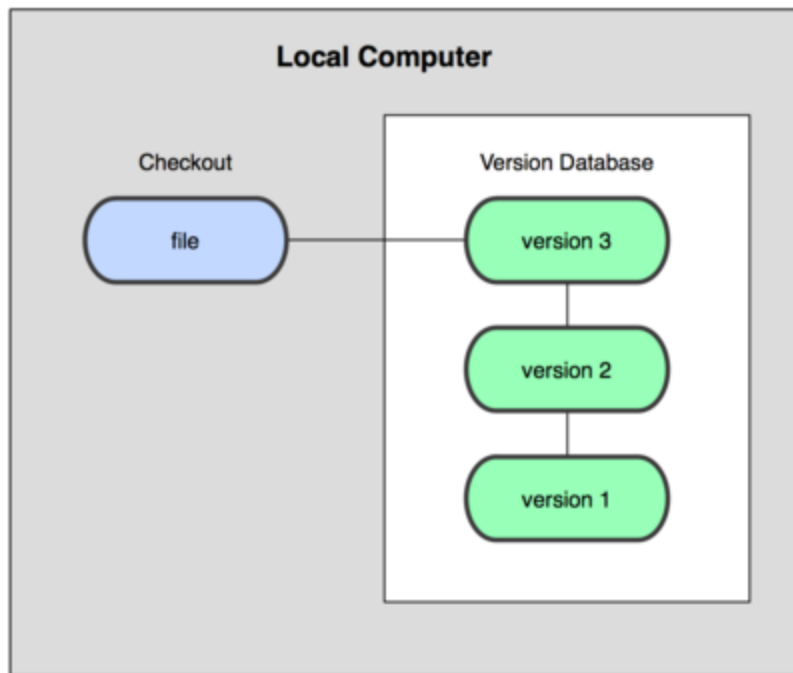 Local Computer
Checkout
Version Database
file
version 3
version 2
version 1